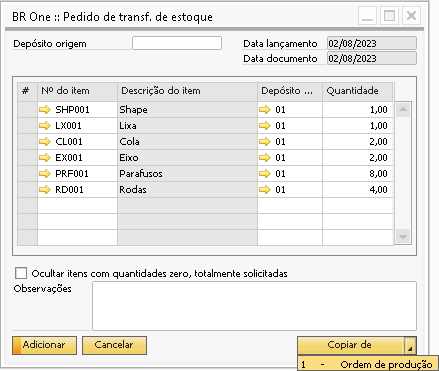 BR One :: Pedido de transf. de estoque
Depósito origem Data lançamento 02/08/2023
Data documento 02/08/2023
# Nº do item Descrição do item Depósito ... Quantidade
SHP001 Shape 01 1,00
LX001 Lixa 01 1,00
CL001 Cola 01 2,00
EX001 Eixo 01 2,00
PRF001 Parafusos 01 8,00
RD001 Rodas 01 4,00
Ocultar itens com quantidades zero, totalmente solicitadas
Observações
Adicionar Cancelar Copiar de
1 - Ordem de produção